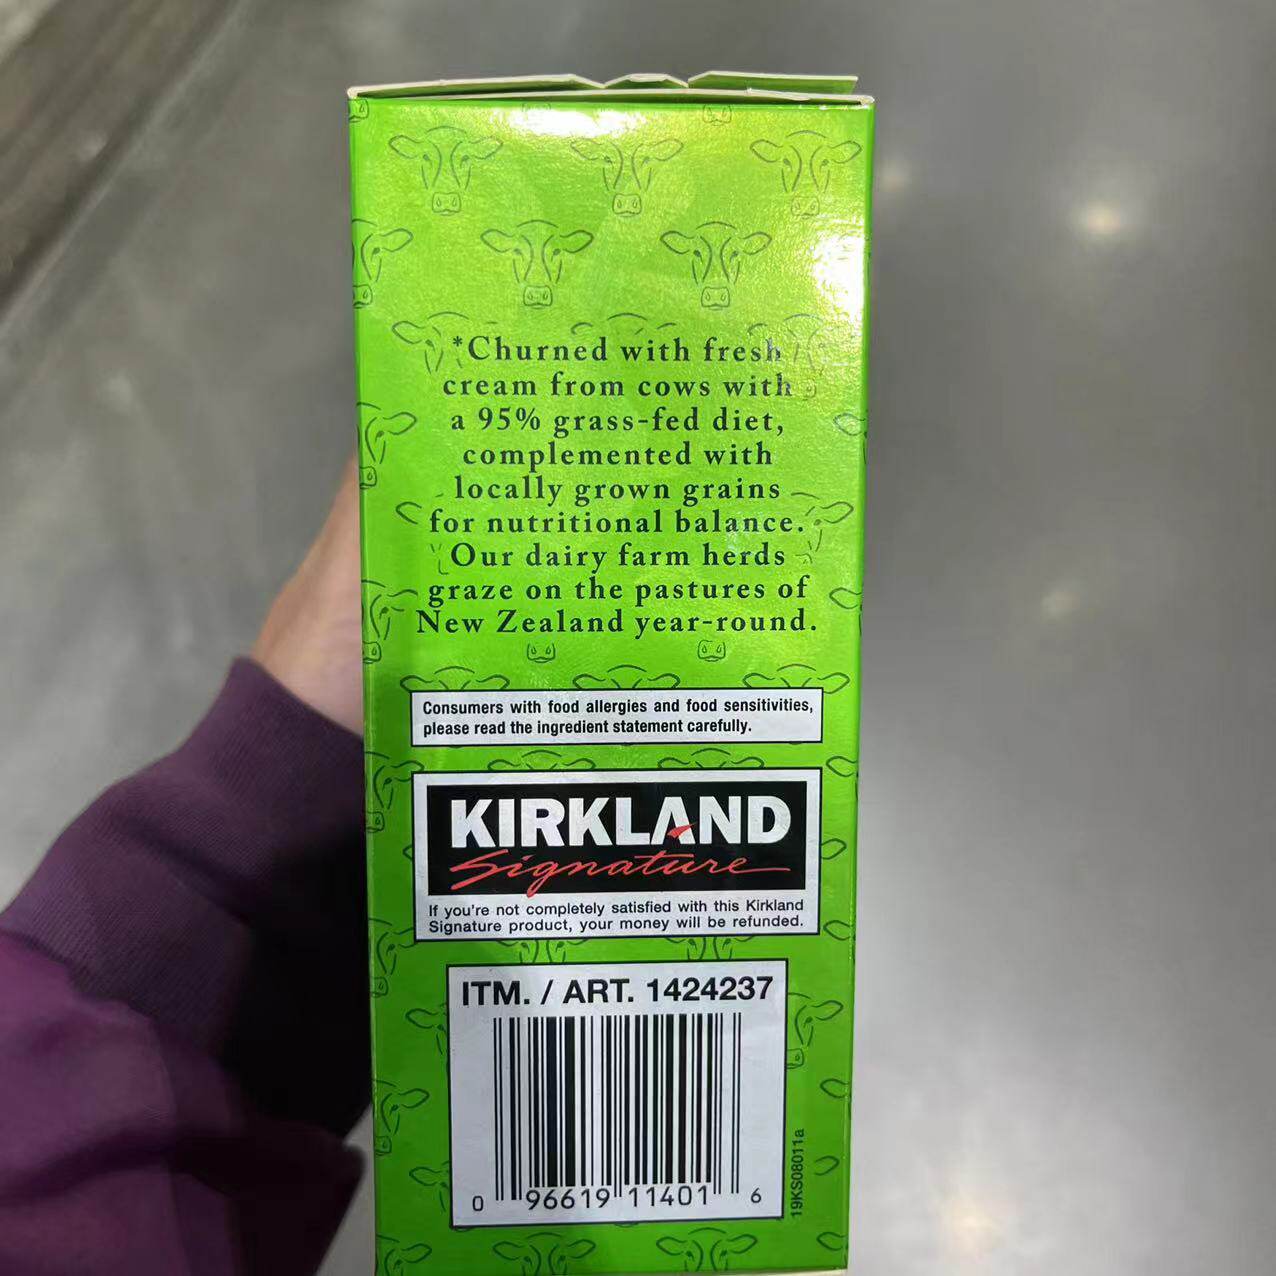 *Churned with fresh
cream from cows with
a 95% grass-fed diet,
complemented with
locally grown grains
for nutritional balance.
Our dairy farm herds
graze on the pastures of
New Zealand year-round.
Consumers with food allergies and food sensitivities,
please read the ingredient statement carefully.
KIRKLAND
Signature
If you're not completely satisfied with this Kirkland
Signature product, your money will be refunded.
ITM. / ART. 1424237
0 96619 11401 6
19KS08011a